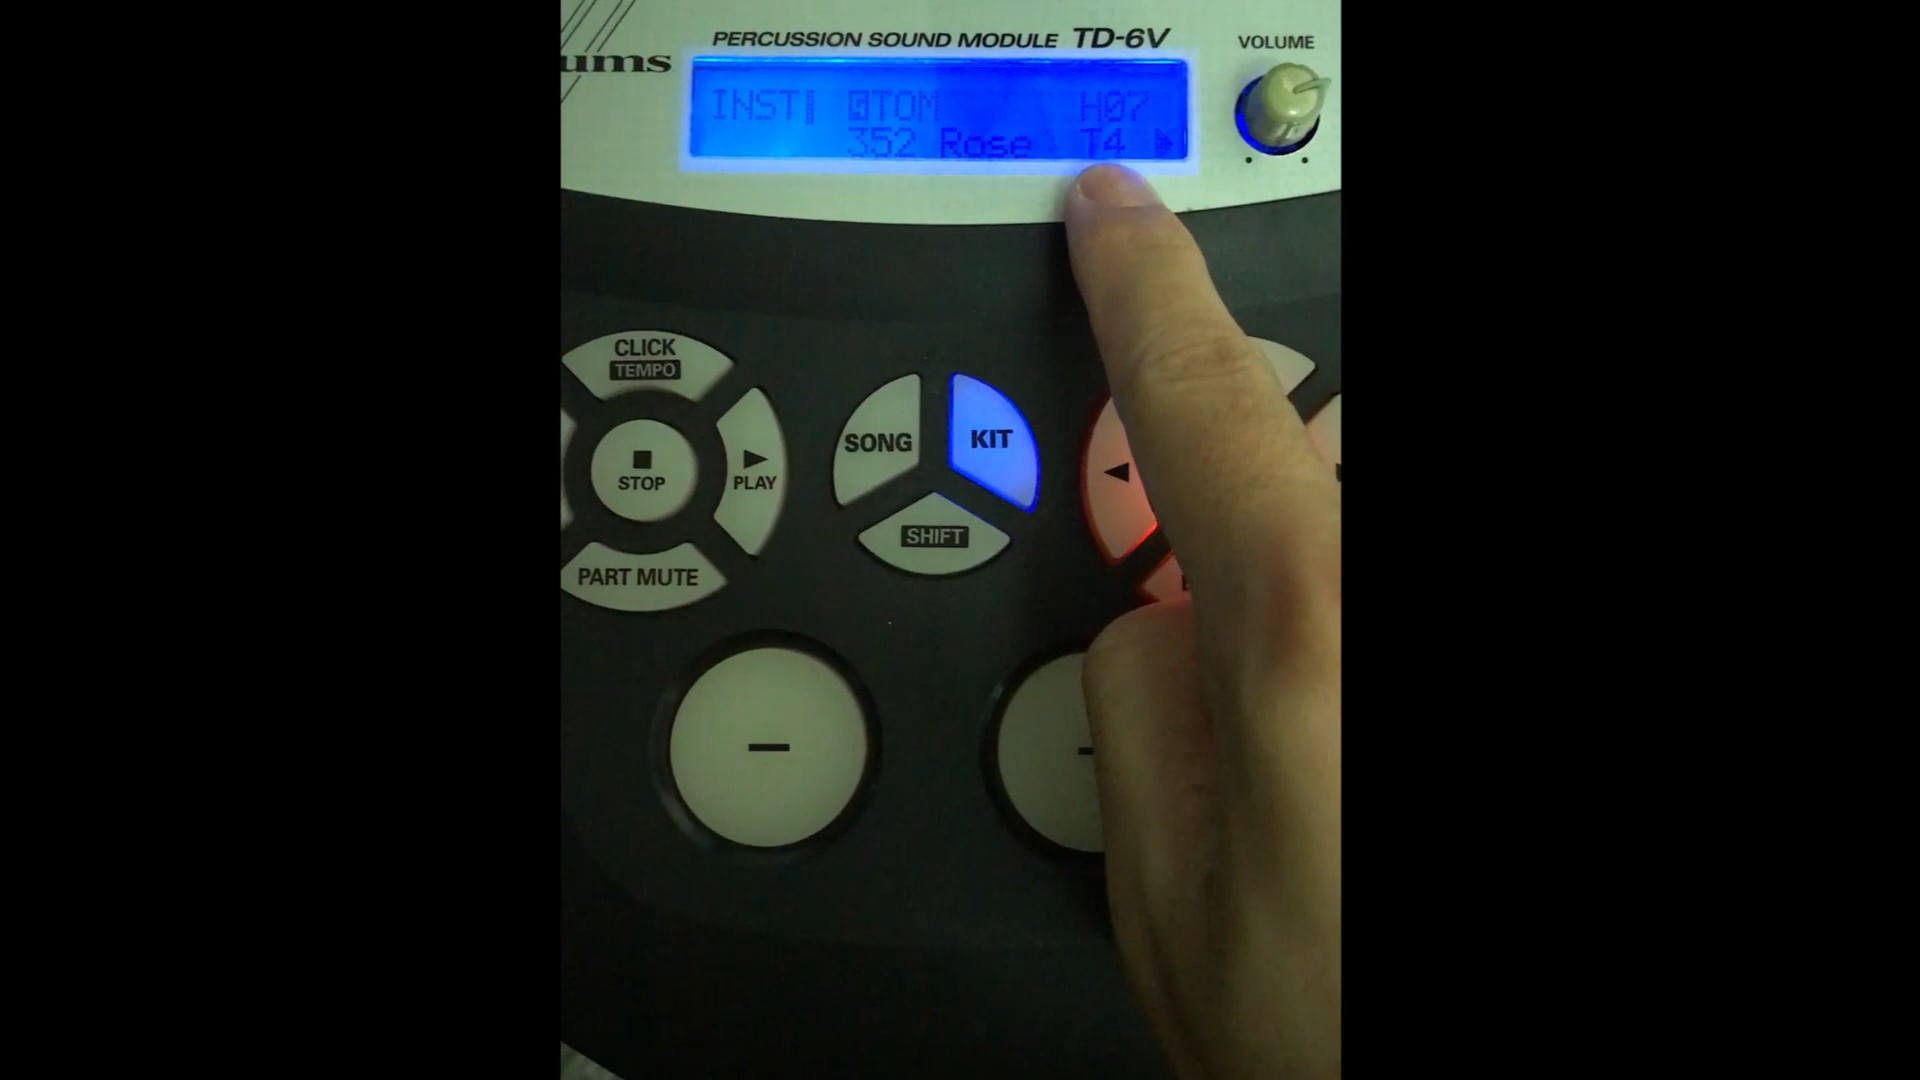 PERCUSSION SOUND MODULE TD-6V
VOLUME
ums
INST TOM H07
352 Rose T4
CLICK
TEMPO
STOP
PLAY
SONG
KIT
SHIFT
PART MUTE